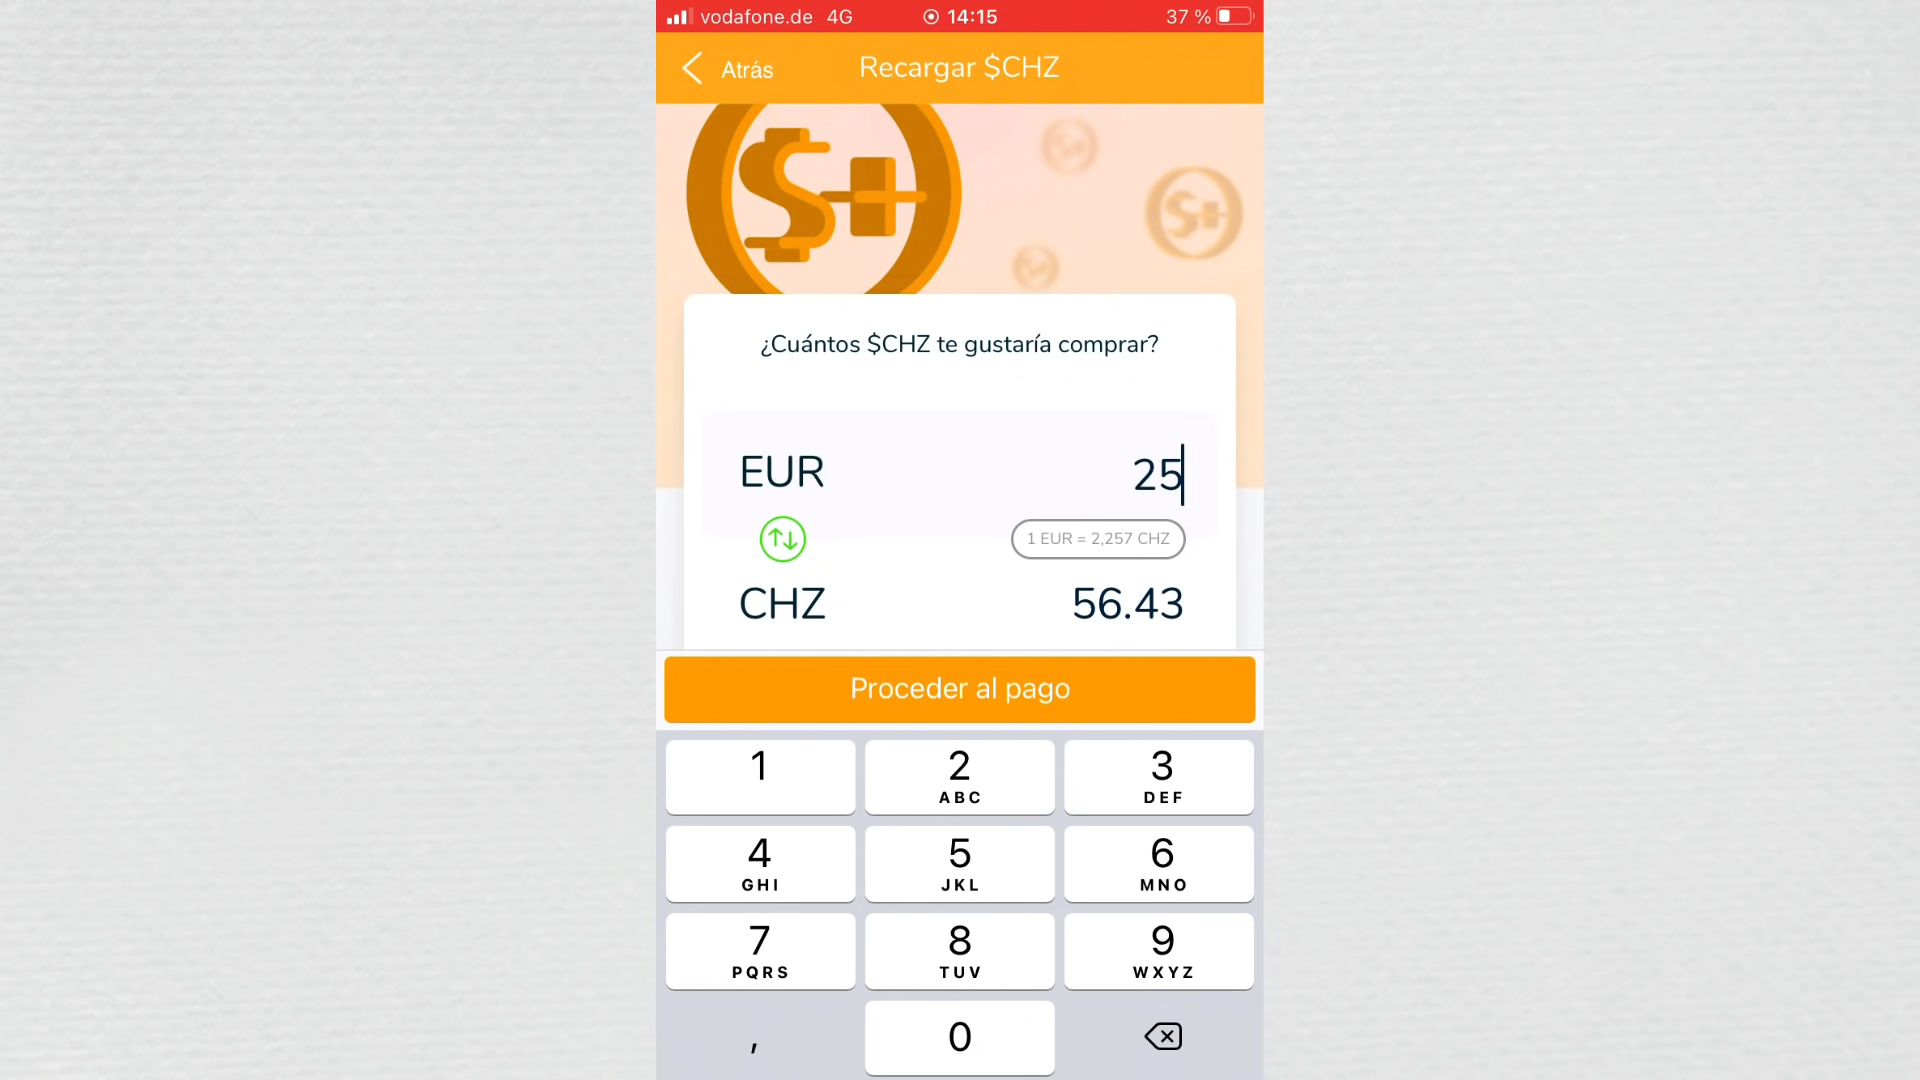 vodafone.de 4G 14:15 37 %
Atrás Recargar $CHZ
¿Cuántos $CHZ te gustaría comprar?
EUR 25
1 EUR = 2,257 CHZ
CHZ 56.43
Proceder al pago
1 2 3
ABC DEF
4 5 6
GHI JKL MNO
7 8 9
PQRS TUV WXYZ
, 0